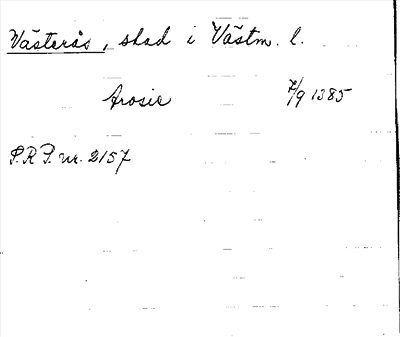 Västerås, stad i Västm. l.
Arosie 7/9 1385
S.R.P. nr. 2157